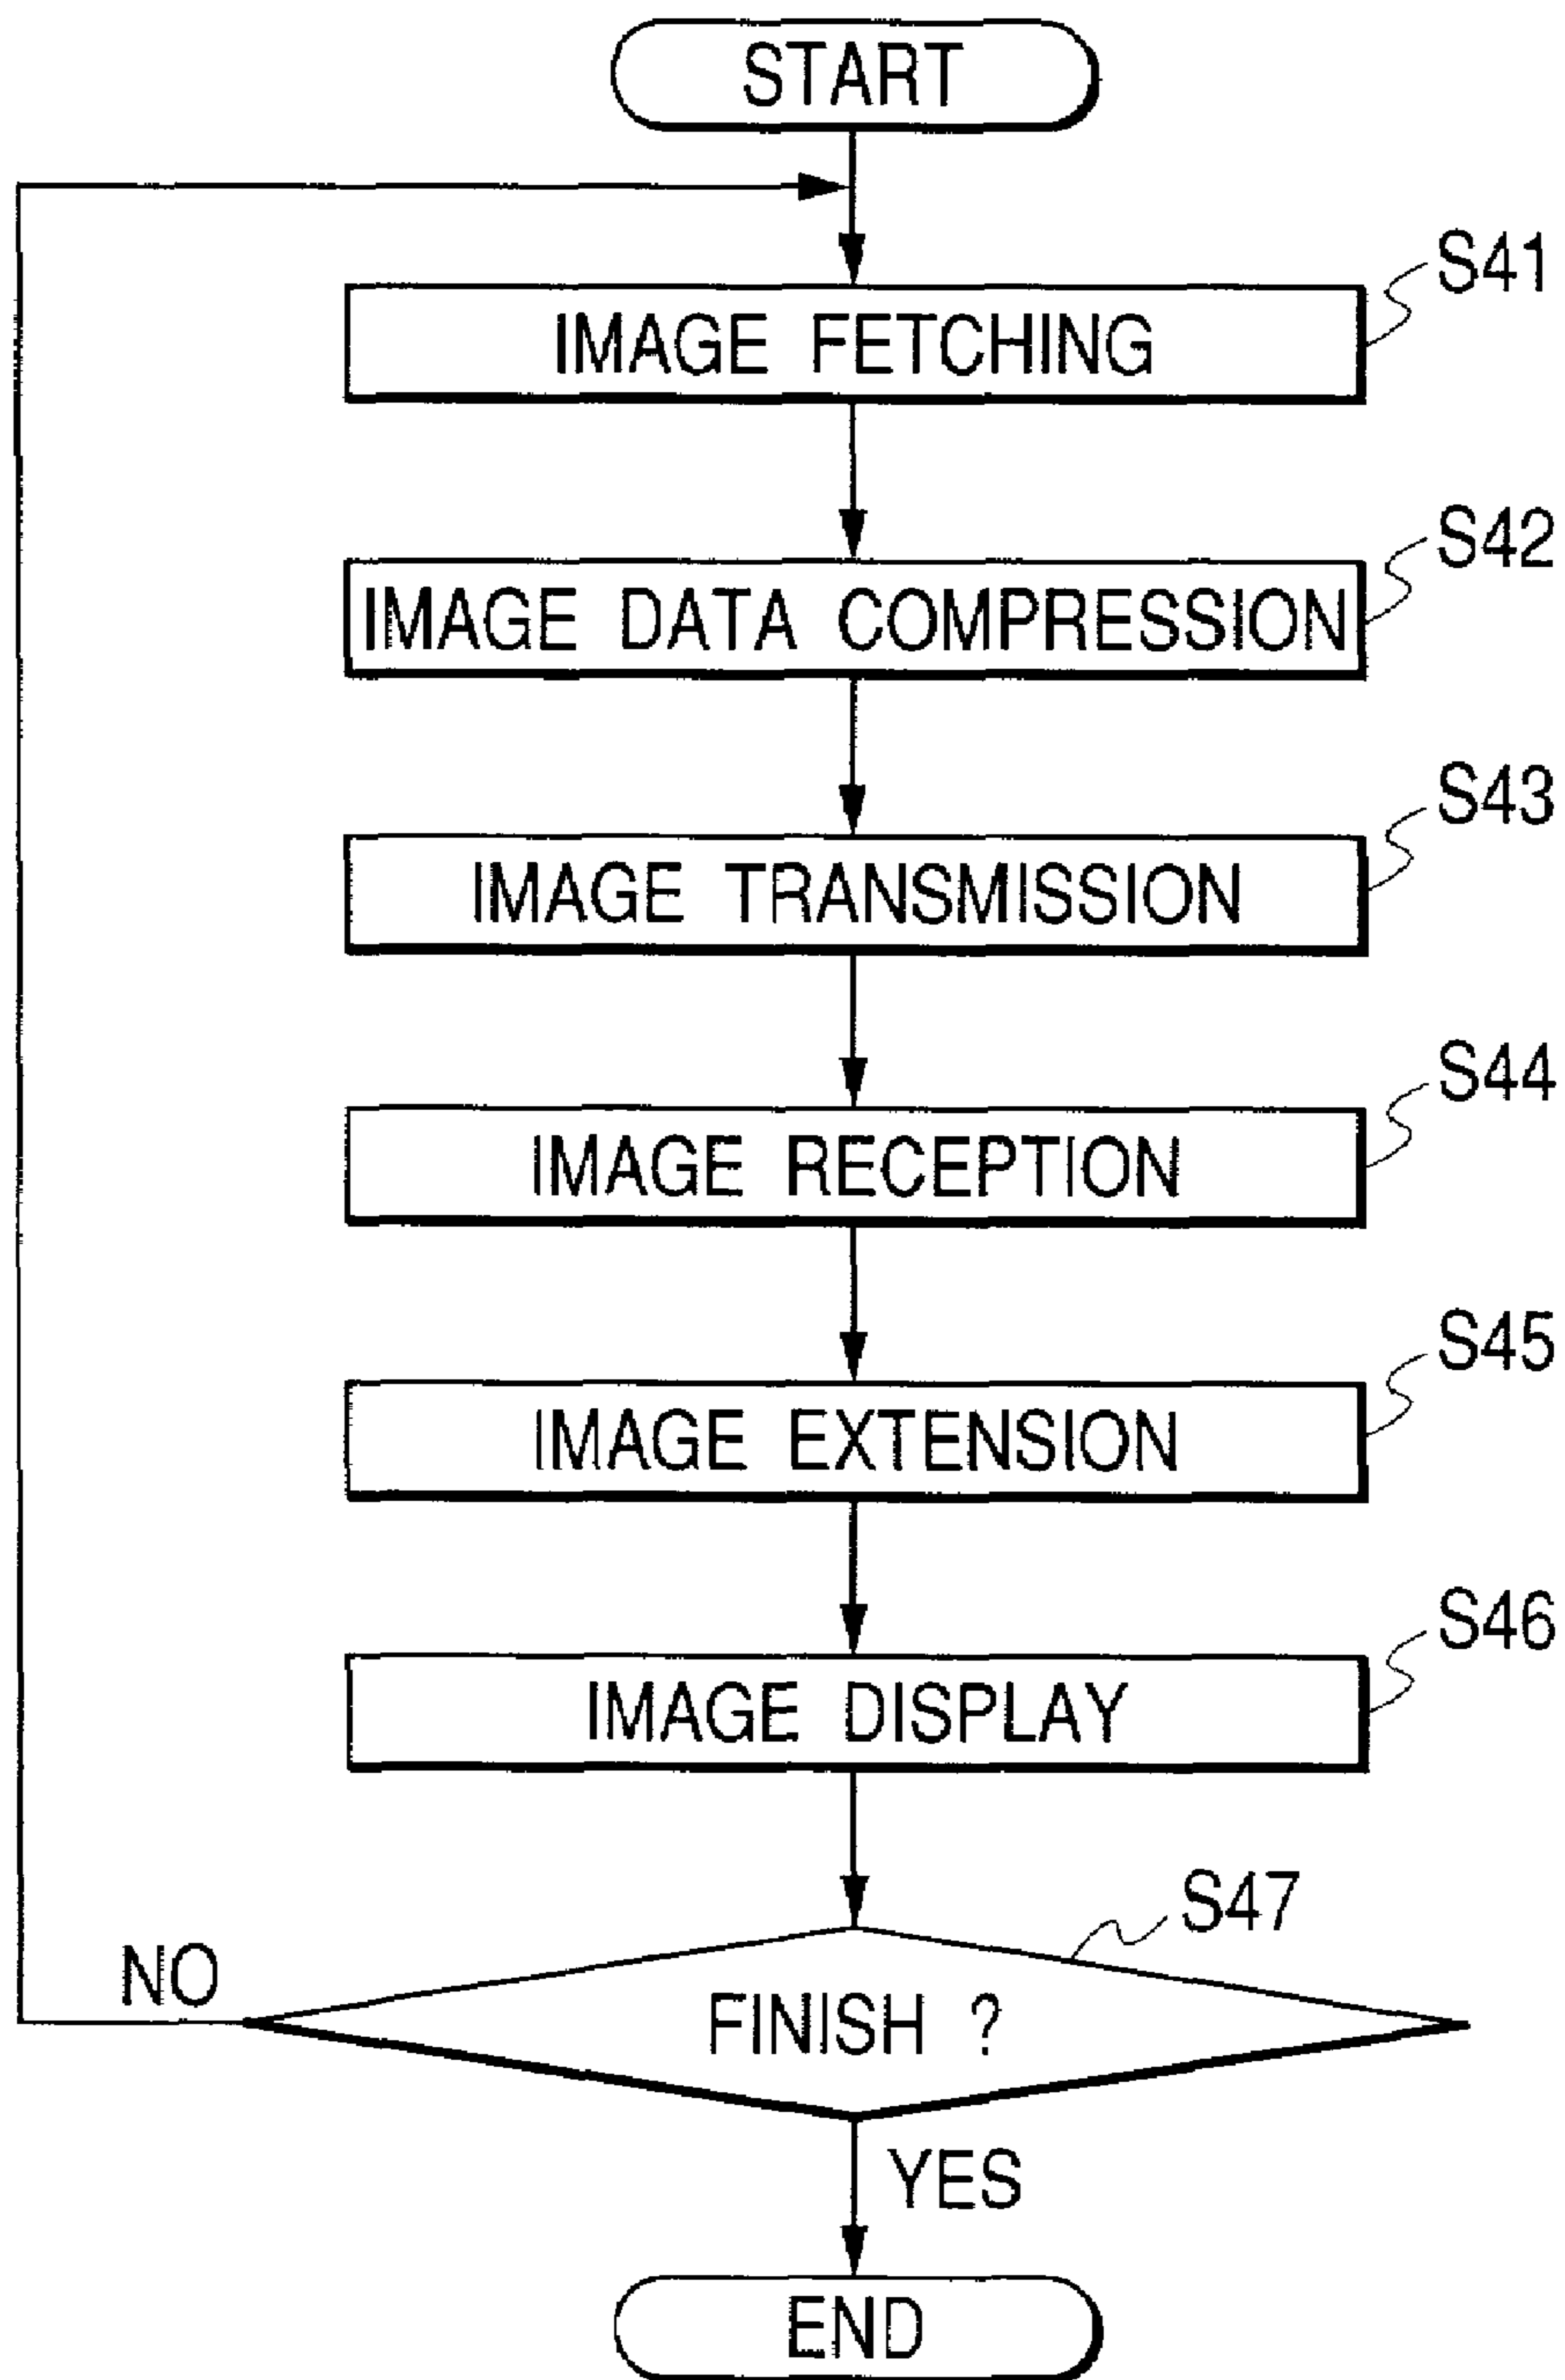 START
S41
IMAGE FETCHING
S42
IMAGE DATA COMPRESSION
S43
IMAGE TRANSMISSION
S44
IMAGE RECEPTION
S45
IMAGE EXTENSION
S46
IMAGE DISPLAY
S47
NO
FINISH ?
YES
END